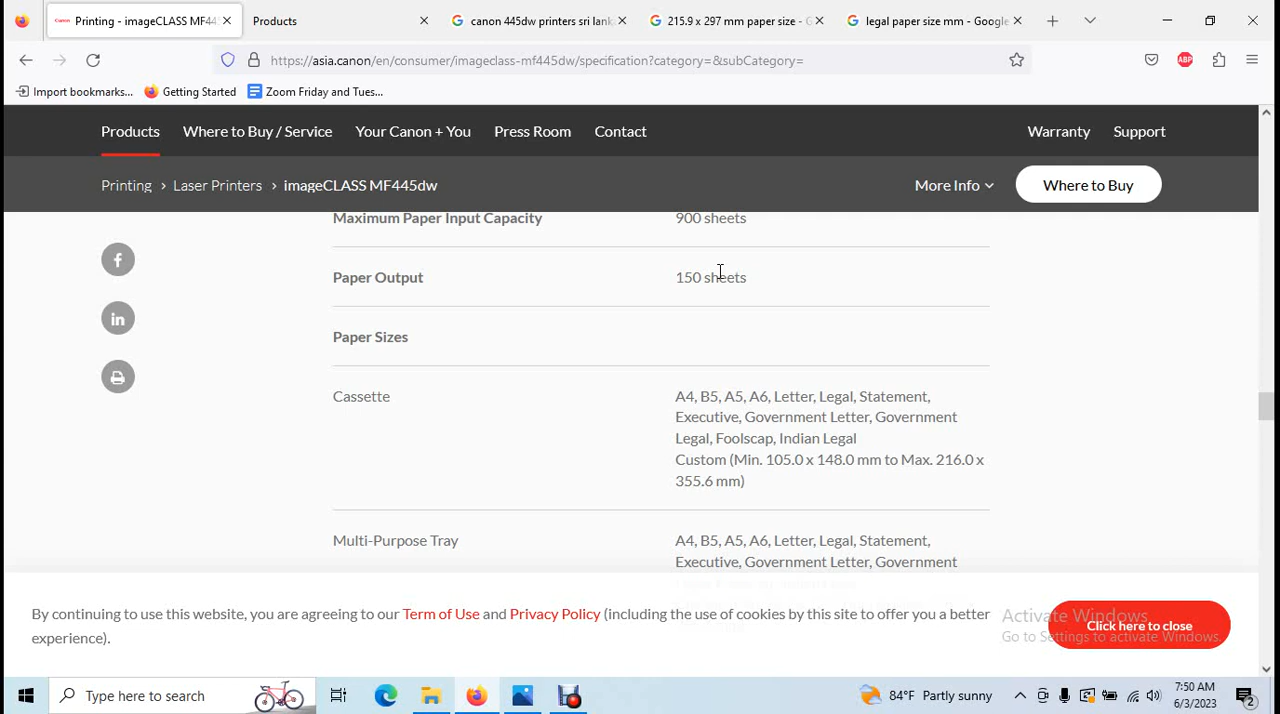 Canon
Printing - imageCLASS MF44
Products
canon 445dw printers sri lank
215.9 x 297 mm paper size - G
legal paper size mm - Google
https://asia.canon/en/consumer/imageclass-mf445dw/specification?category=&subCategory=
ABP
Import bookmarks...
Getting Started
Zoom Friday and Tues...
Products
Where to Buy / Service
Your Canon + You
Press Room
Contact
Warranty
Support
Printing › Laser Printers › imageCLASS MF445dw
More Info
Where to Buy
Maximum Paper Input Capacity
900 sheets
Paper Output
150 sheets
Paper Sizes
Cassette
A4, B5, A5, A6, Letter, Legal, Statement,
Executive, Government Letter, Government
Legal, Foolscap, Indian Legal
Custom (Min. 105.0 x 148.0 mm to Max. 216.0 x
355.6 mm)
Multi-Purpose Tray
A4, B5, A5, A6, Letter, Legal, Statement,
Executive, Government Letter, Government
By continuing to use this website, you are agreeing to our Term of Use and Privacy Policy (including the use of cookies by this site to offer you a better
experience).
Click here to close
Activate Windows
Go to Settings to activate Windows.
Type here to search
84°F Partly sunny
7:50 AM
6/3/2023
2